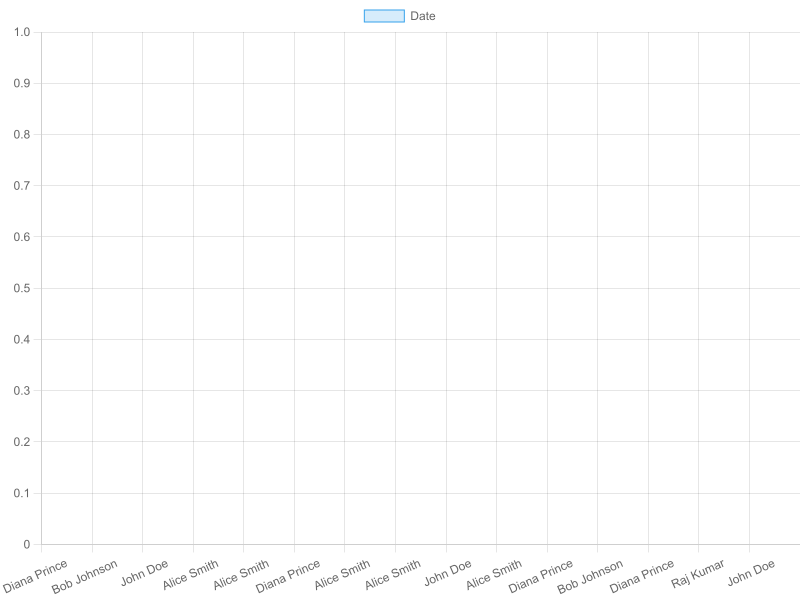 Date
1.0
0.9
0.8
0.7
0.6
0.5
0.4
0.3
0.2
0.1
0
Diana Prince
Bob Johnson
John Doe
Alice Smith
Alice Smith
Diana Prince
Alice Smith
Alice Smith
John Doe
Alice Smith
Diana Prince
Bob Johnson
Diana Prince
Raj Kumar
John Doe